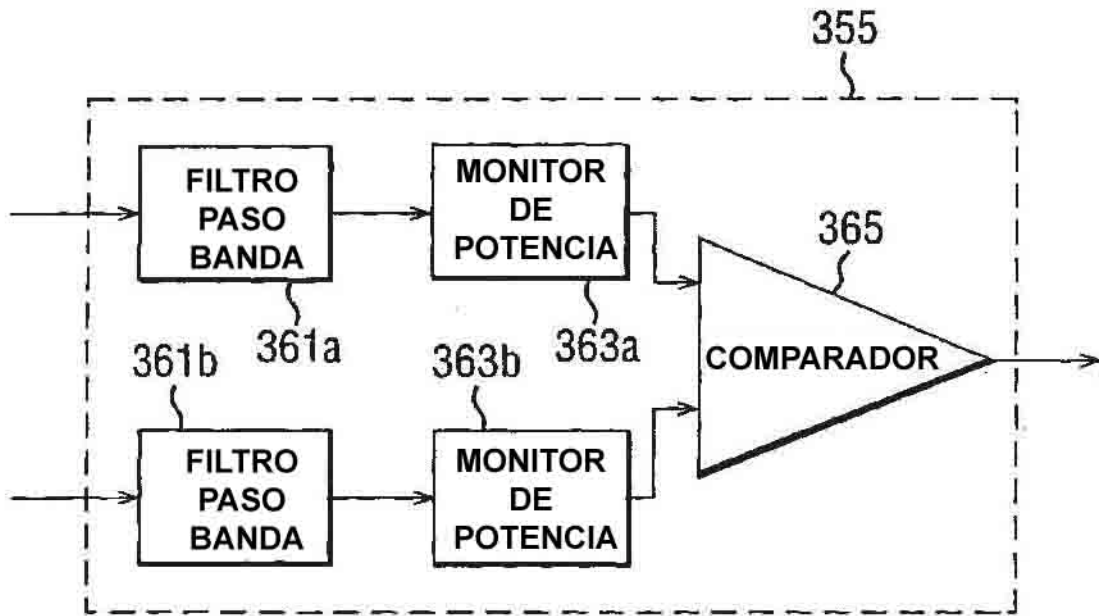 355
FILTRO
PASO
BANDA
361a
MONITOR
DE
POTENCIA
363a
365
COMPARADOR
361b
FILTRO
PASO
BANDA
363b
MONITOR
DE
POTENCIA